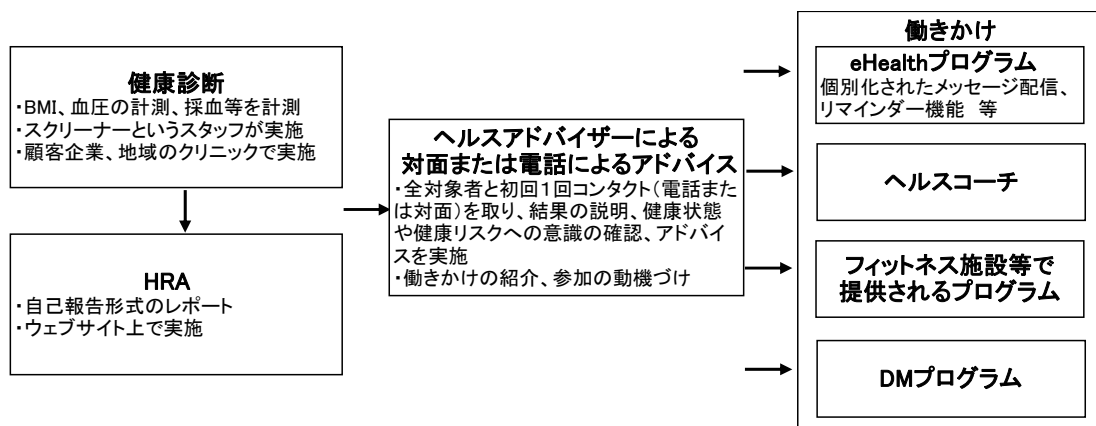 健康診断
・BMI、血圧の計測、採血等を計測
・スクリーナーというスタッフが実施
・顧客企業、地域のクリニックで実施
HRA
・自己報告形式のレポート
・ウェブサイト上で実施
ヘルスアドバイザーによる
対面または電話によるアドバイス
・全対象者と初回1回コンタクト(電話また
は対面)を取り、結果の説明、健康状態
や健康リスクへの意識の確認、アドバイ
スを実施
・働きかけの紹介、参加の動機づけ
働きかけ
eHealthプログラム
個別化されたメッセージ配信、
リマインダー機能 等
ヘルスコーチ
フィットネス施設等で
提供されるプログラム
DMプログラム